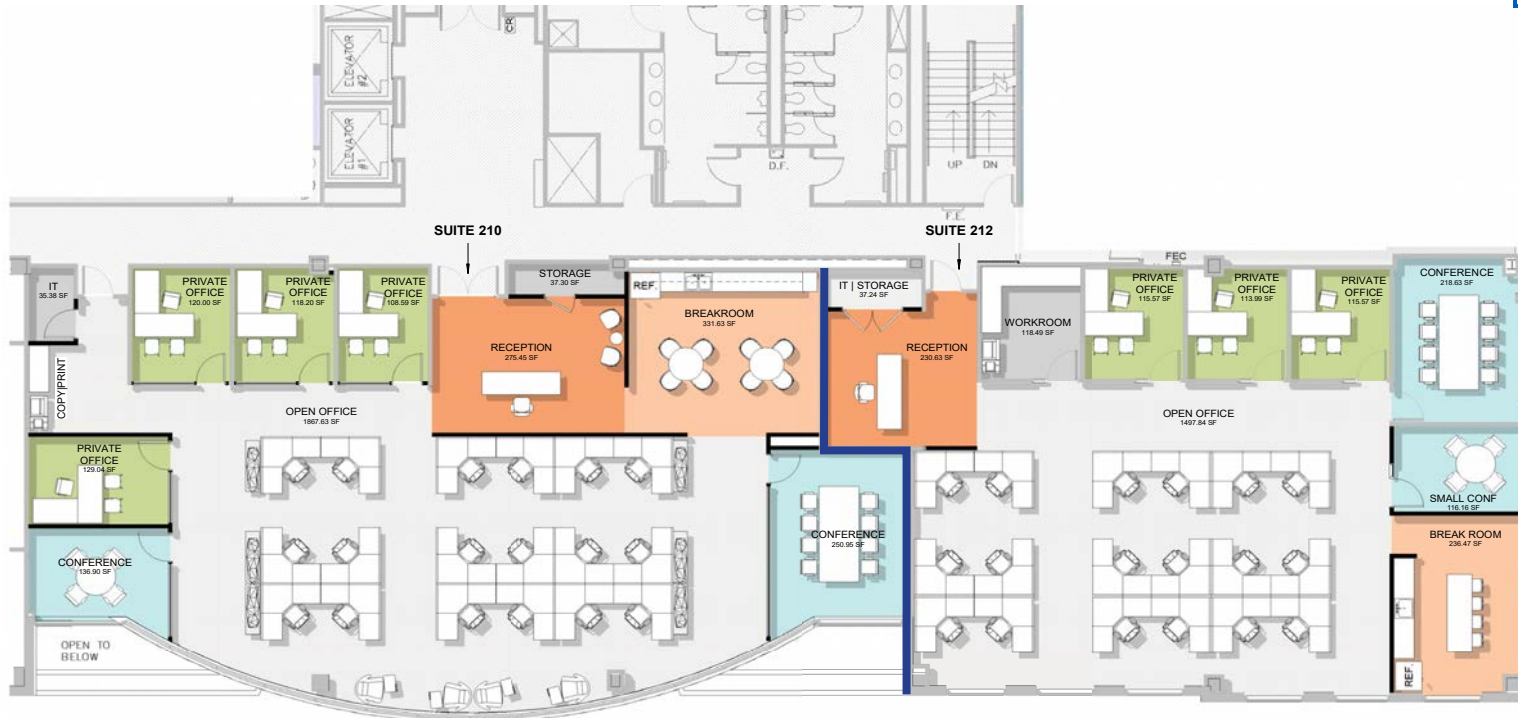 ELEVATOR
#2
CR
ELEVATOR
#1
D.F.
UP
DN
F.E.
SUITE 210
SUITE 212
FEC
IT
35.38 SF
PRIVATE
OFFICE
120.00 SF
PRIVATE
OFFICE
118.20 SF
PRIVATE
OFFICE
108.59 SF
STORAGE
37.30 SF
REF.
BREAKROOM
331.63 SF
RECEPTION
275.45 SF
IT | STORAGE
37.24 SF
RECEPTION
230.63 SF
WORKROOM
118.49 SF
PRIVATE
OFFICE
115.57 SF
PRIVATE
OFFICE
113.99 SF
PRIVATE
OFFICE
115.57 SF
CONFERENCE
218.63 SF
COPY|PRINT
OPEN OFFICE
1867.63 SF
OPEN OFFICE
1497.84 SF
PRIVATE
OFFICE
129.04 SF
CONFERENCE
136.90 SF
CONFERENCE
250.95 SF
SMALL CONF
116.16 SF
BREAK ROOM
236.47 SF
OPEN TO
BELOW
REF.